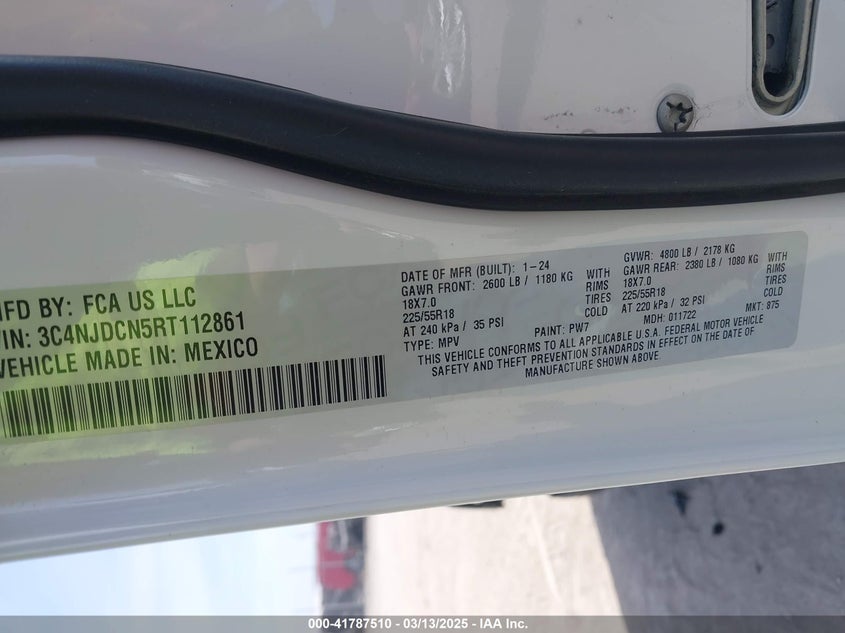 MFD BY: FCA US LLC
VIN: 3C4NJDCN5RT112861
VEHICLE MADE IN: MEXICO
DATE OF MFR (BUILT): 1-24
GAWR FRONT: 2600 LB / 1180 KG WITH
18X7.0 RIMS
225/55R18 TIRES
AT 240 kPa / 35 PSI COLD
TYPE: MPV PAINT: PW7
GVWR: 4800 LB / 2178 KG
GAWR REAR: 2380 LB / 1080 KG WITH
18X7.0 RIMS
225/55R18 TIRES
AT 220 kPa / 32 PSI COLD
MDH: 011722 MKT: 875
THIS VEHICLE CONFORMS TO ALL APPLICABLE U.S.A. FEDERAL MOTOR VEHICLE
SAFETY AND THEFT PREVENTION STANDARDS IN EFFECT ON THE DATE OF
MANUFACTURE SHOWN ABOVE.
000-41787510 - 03/13/2025 - IAA Inc.